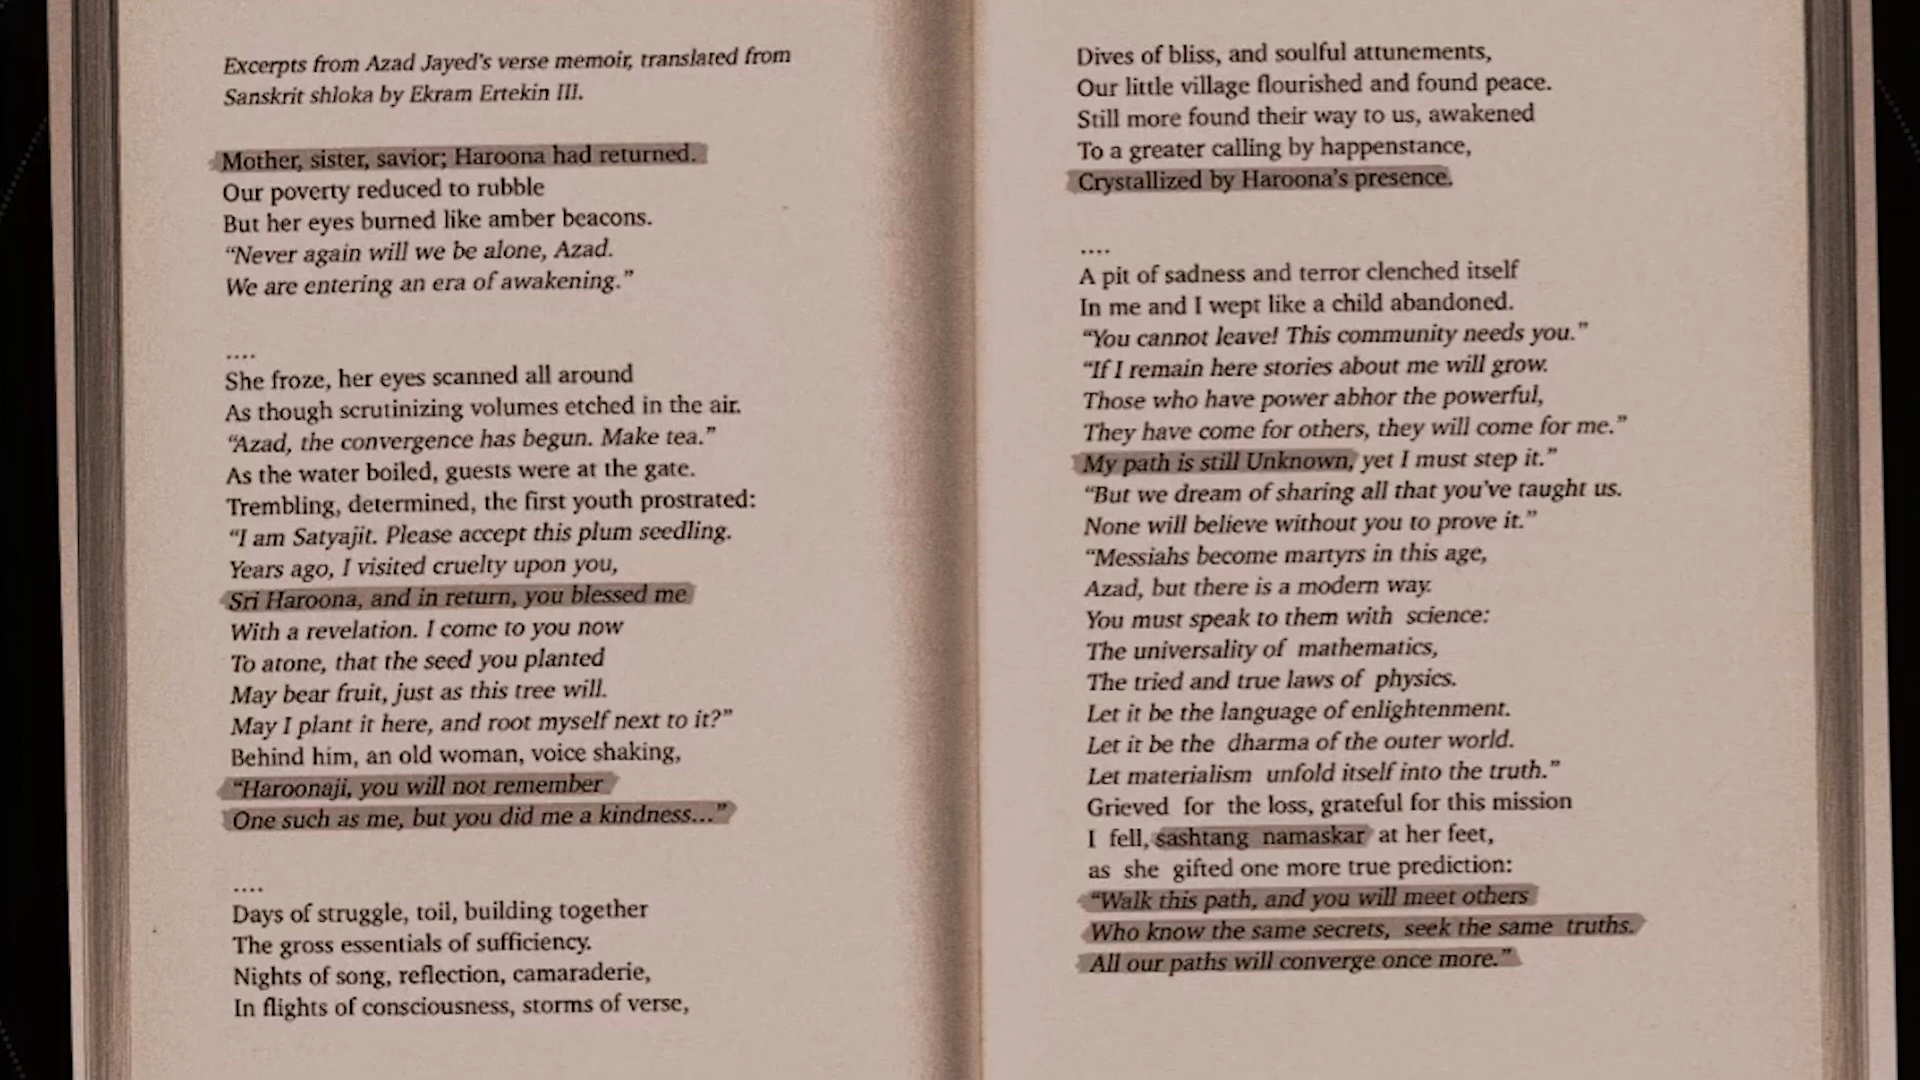 Excerpts from Azad Jayed's verse memoir, translated from
Sanskrit shloka by Ekram Ertekin III.
Mother, sister, savior; Haroona had returned.
Our poverty reduced to rubble
But her eyes burned like amber beacons.
"Never again will we be alone, Azad.
We are entering an era of awakening."
....
She froze, her eyes scanned all around
As though scrutinizing volumes etched in the air.
"Azad, the convergence has begun. Make tea."
As the water boiled, guests were at the gate.
Trembling, determined, the first youth prostrated:
"I am Satyajit. Please accept this plum seedling.
Years ago, I visited cruelty upon you,
Sri Haroona, and in return, you blessed me
With a revelation. I come to you now
To atone, that the seed you planted
May bear fruit, just as this tree will.
May I plant it here, and root myself next to it?"
Behind him, an old woman, voice shaking,
"Haroonaji, you will not remember
One such as me, but you did me a kindness..."
....
Days of struggle, toil, building together
The gross essentials of sufficiency.
Nights of song, reflection, camaraderie,
In flights of consciousness, storms of verse,
Dives of bliss, and soulful attunements,
Our little village flourished and found peace.
Still more found their way to us, awakened
To a greater calling by happenstance,
Crystallized by Haroona's presence.
....
A pit of sadness and terror clenched itself
In me and I wept like a child abandoned.
"You cannot leave! This community needs you."
"If I remain here stories about me will grow.
Those who have power abhor the powerful,
They have come for others, they will come for me."
My path is still Unknown, yet I must step it."
"But we dream of sharing all that you've taught us.
None will believe without you to prove it."
"Messiahs become martyrs in this age,
Azad, but there is a modern way.
You must speak to them with science:
The universality of mathematics,
The tried and true laws of physics.
Let it be the language of enlightenment.
Let it be the dharma of the outer world.
Let materialism unfold itself into the truth."
Grieved for the loss, grateful for this mission
I fell, sashtang namaskar at her feet,
as she gifted one more true prediction:
"Walk this path, and you will meet others
Who know the same secrets, seek the same truths.
All our paths will converge once more."